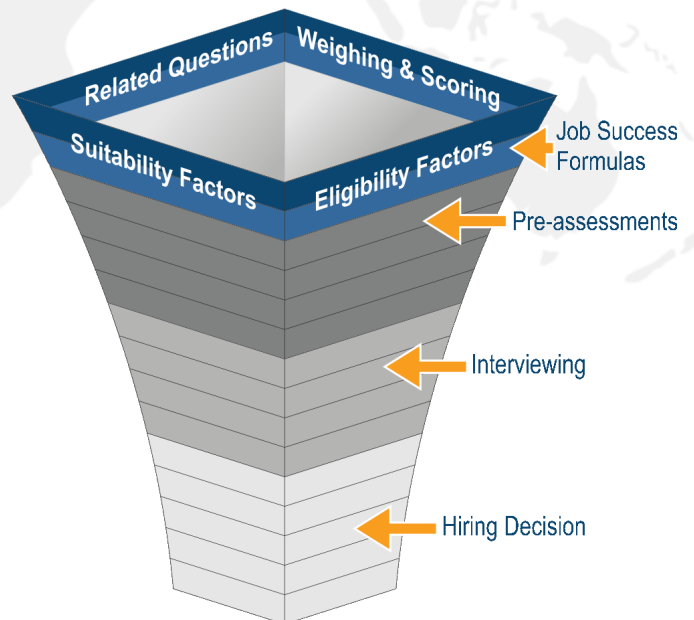 Related Questions
Weighing & Scoring
Suitability Factors
Eligibility Factors
Job Success
Formulas
Pre-assessments
Interviewing
Hiring Decision